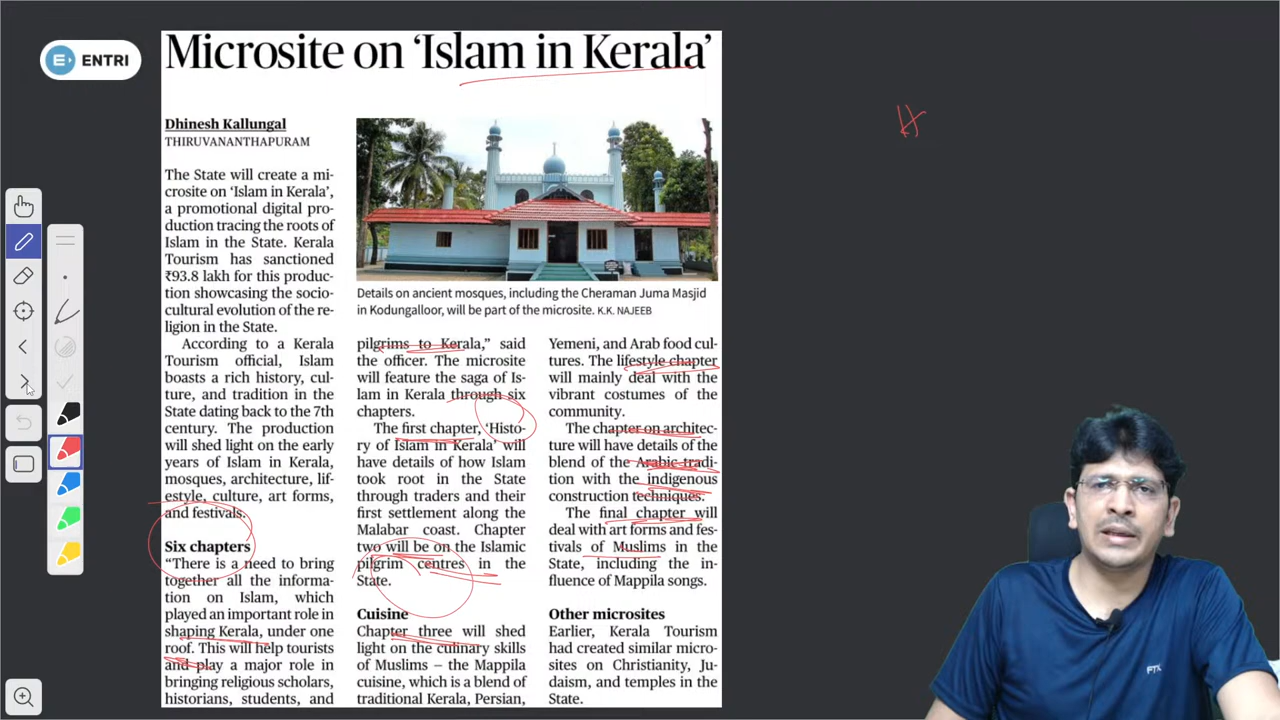 ENTRI
Microsite on ‘Islam in Kerala’
Dhinesh Kallungal
THIRUVANANTHAPURAM
The State will create a mi-
crosite on ‘Islam in Kerala’,
a promotional digital pro-
duction tracing the roots of
Islam in the State. Kerala
Tourism has sanctioned
₹93.8 lakh for this produc-
tion showcasing the socio-
cultural evolution of the re-
ligion in the State.
According to a Kerala
Tourism official, Islam
boasts a rich history, cul-
ture, and tradition in the
State dating back to the 7th
century. The production
will shed light on the early
years of Islam in Kerala,
mosques, architecture, life-
style, culture, art forms,
and festivals.
Six chapters
“There is a need to bring
together all the informa-
tion on Islam, which
played an important role in
shaping Kerala, under one
roof. This will help tourists
and play a major role in
bringing religious scholars,
historians, students, and
Details on ancient mosques, including the Cheraman Juma Masjid
in Kodungalloor, will be part of the microsite. K.K. NAJEEB
pilgrims to Kerala,” said
the officer. The microsite
will feature the saga of Is-
lam in Kerala through six
chapters.
The first chapter, ‘Histo-
ry of Islam in Kerala’ will
have details of how Islam
took root in the State
through traders and their
first settlement along the
Malabar coast. Chapter
two will be on the Islamic
pilgrim centres in the
State.
Cuisine
Chapter three will shed
light on the culinary skills
of Muslims – the Mappila
cuisine, which is a blend of
traditional Kerala, Persian,
Yemeni, and Arab food cul-
tures. The lifestyle chapter
will mainly deal with the
vibrant costumes of the
community.
The chapter on architec-
ture will have details of the
blend of the Arabic tradi-
tion with the indigenous
construction techniques.
The final chapter will
deal with art forms and fes-
tivals of Muslims in the
State, including the in-
fluence of Mappila songs.
Other microsites
Earlier, Kerala Tourism
had created similar micro-
sites on Christianity, Ju-
daism, and temples in the
State.